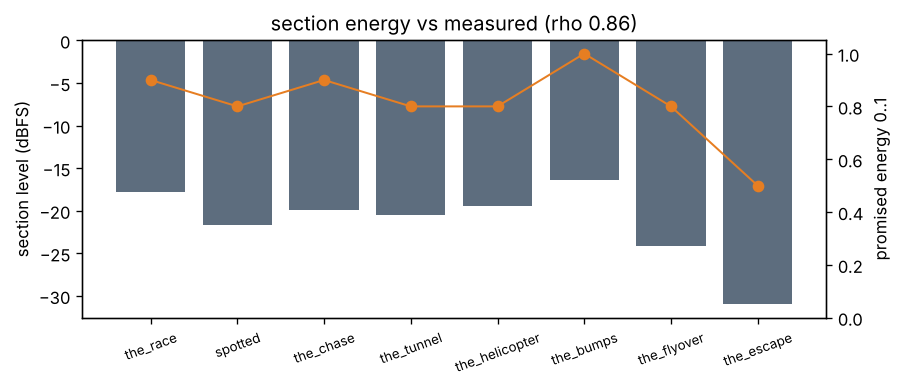 section energy vs measured (rho 0.86)
section level (dBFS)
0
−5
−10
−15
−20
−25
−30
1.0
0.8
0.6
0.4
0.2
0.0
promised energy 0..1
the_race
spotted
the_chase
the_tunnel
the_helicopter
the_bumps
the_flyover
the_escape